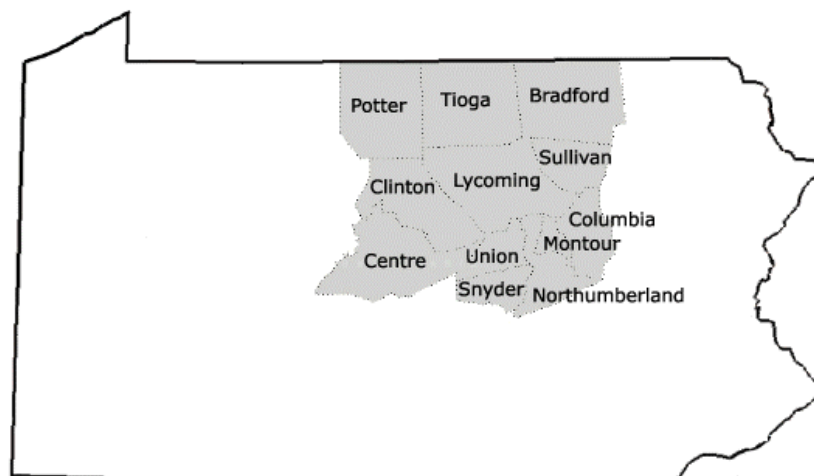 Potter
Tioga
Bradford
Sullivan
Clinton
Lycoming
Columbia
Montour
Centre
Union
Snyder
Northumberland